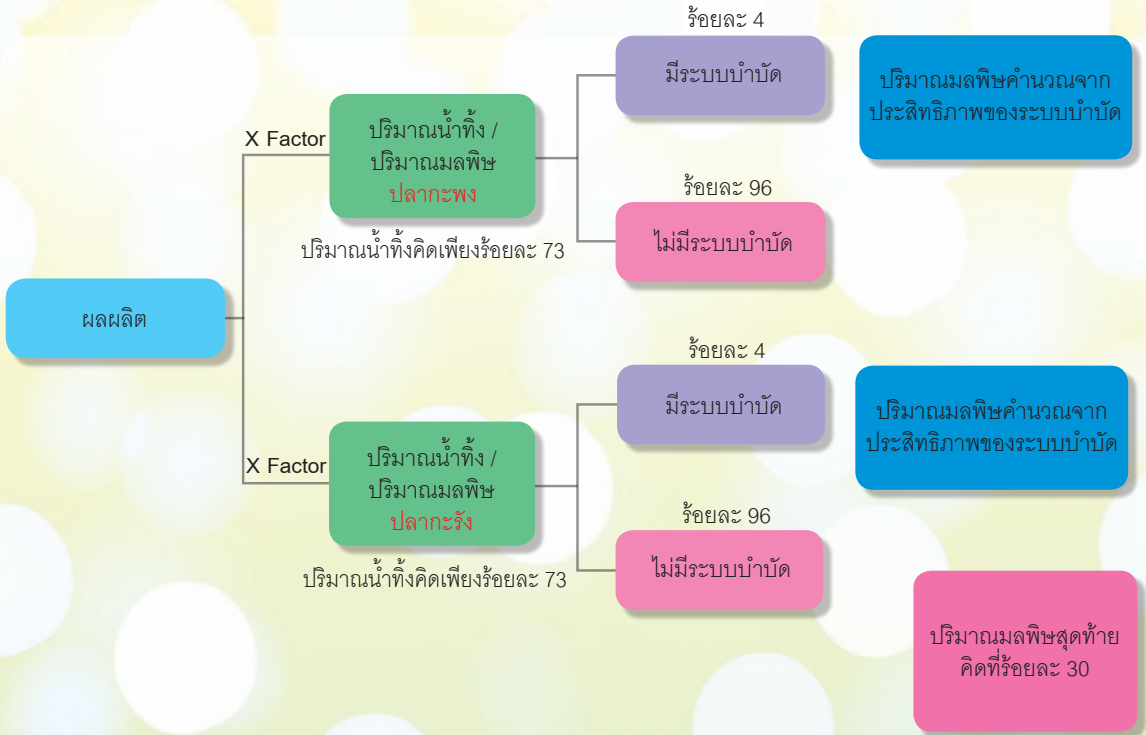 ผลผลิต
X Factor
ปริมาณน้ำทิ้ง /
ปริมาณมลพิษ
ปลากะพง
ปริมาณน้ำทิ้งคิดเพียงร้อยละ 73
ร้อยละ 4
มีระบบบำบัด
ปริมาณมลพิษคำนวณจาก
ประสิทธิภาพของระบบบำบัด
ร้อยละ 96
ไม่มีระบบบำบัด
X Factor
ปริมาณน้ำทิ้ง /
ปริมาณมลพิษ
ปลากะรัง
ปริมาณน้ำทิ้งคิดเพียงร้อยละ 73
ร้อยละ 4
มีระบบบำบัด
ปริมาณมลพิษคำนวณจาก
ประสิทธิภาพของระบบบำบัด
ร้อยละ 96
ไม่มีระบบบำบัด
ปริมาณมลพิษสุดท้าย
คิดที่ร้อยละ 30